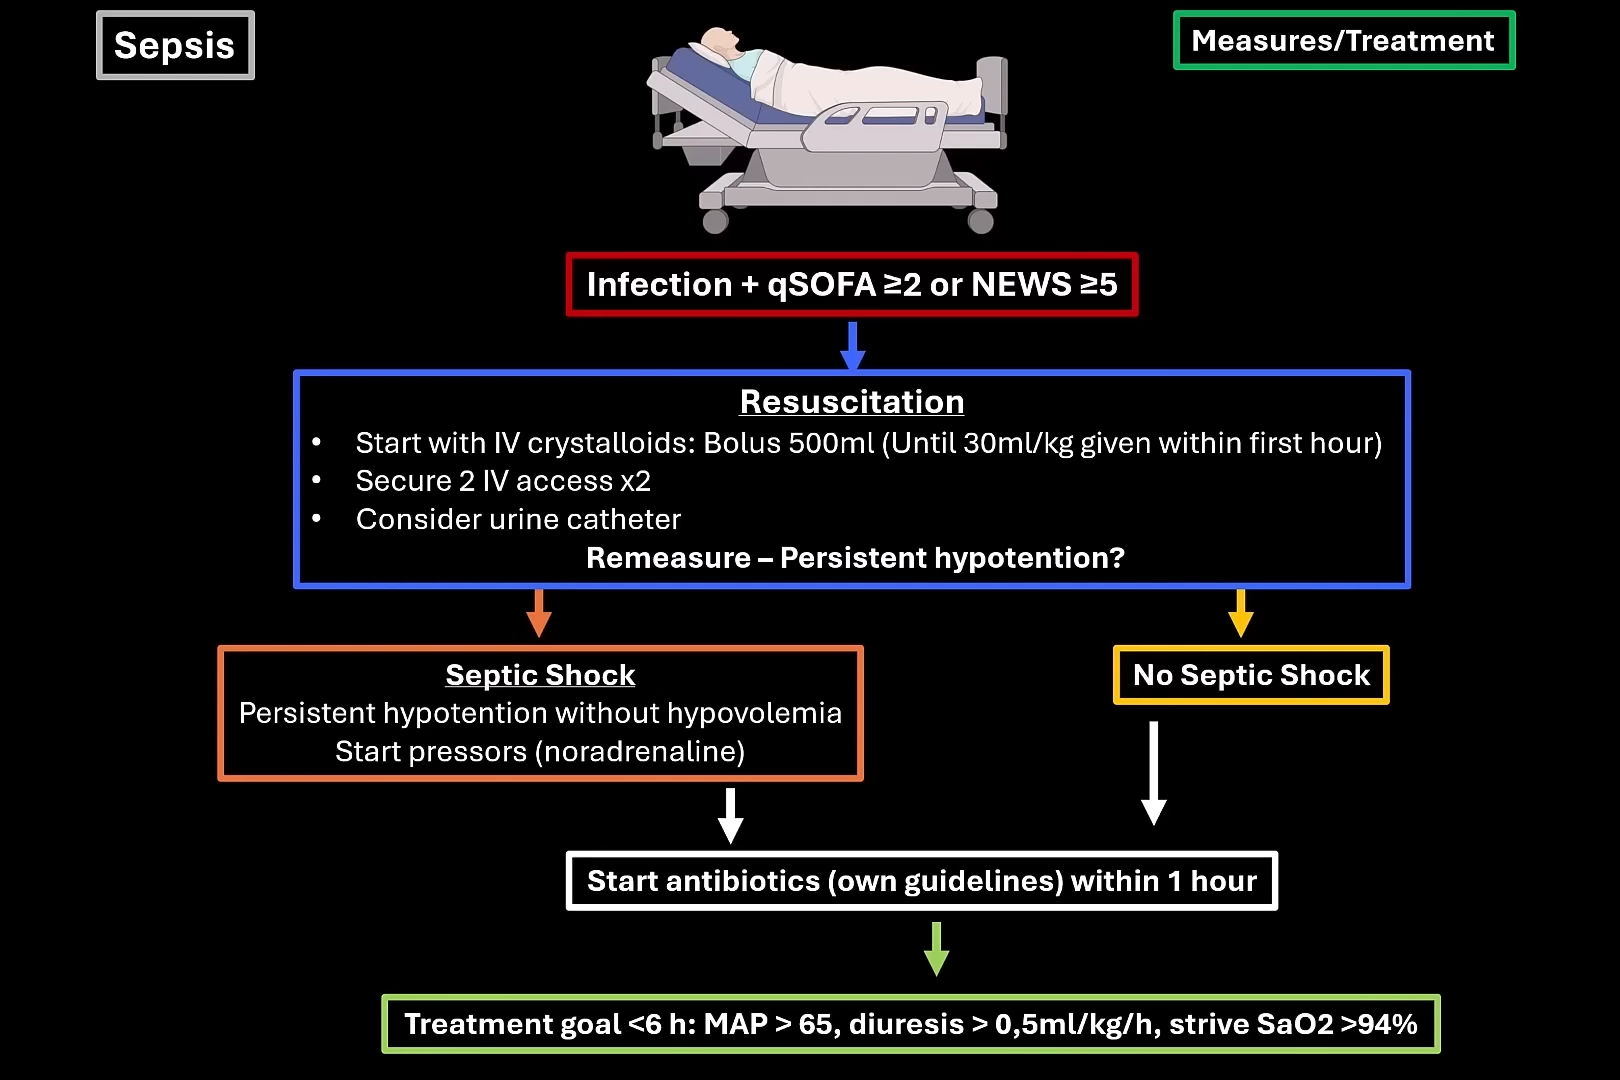 Sepsis
Measures/Treatment
Infection + qSOFA ≥2 or NEWS ≥5
Resuscitation
• Start with IV crystalloids: Bolus 500ml (Until 30ml/kg given within first hour)
• Secure 2 IV access x2
• Consider urine catheter
Remeasure – Persistent hypotention?
Septic Shock
Persistent hypotention without hypovolemia
Start pressors (noradrenaline)
No Septic Shock
Start antibiotics (own guidelines) within 1 hour
Treatment goal <6 h: MAP > 65, diuresis > 0,5ml/kg/h, strive SaO2 >94%